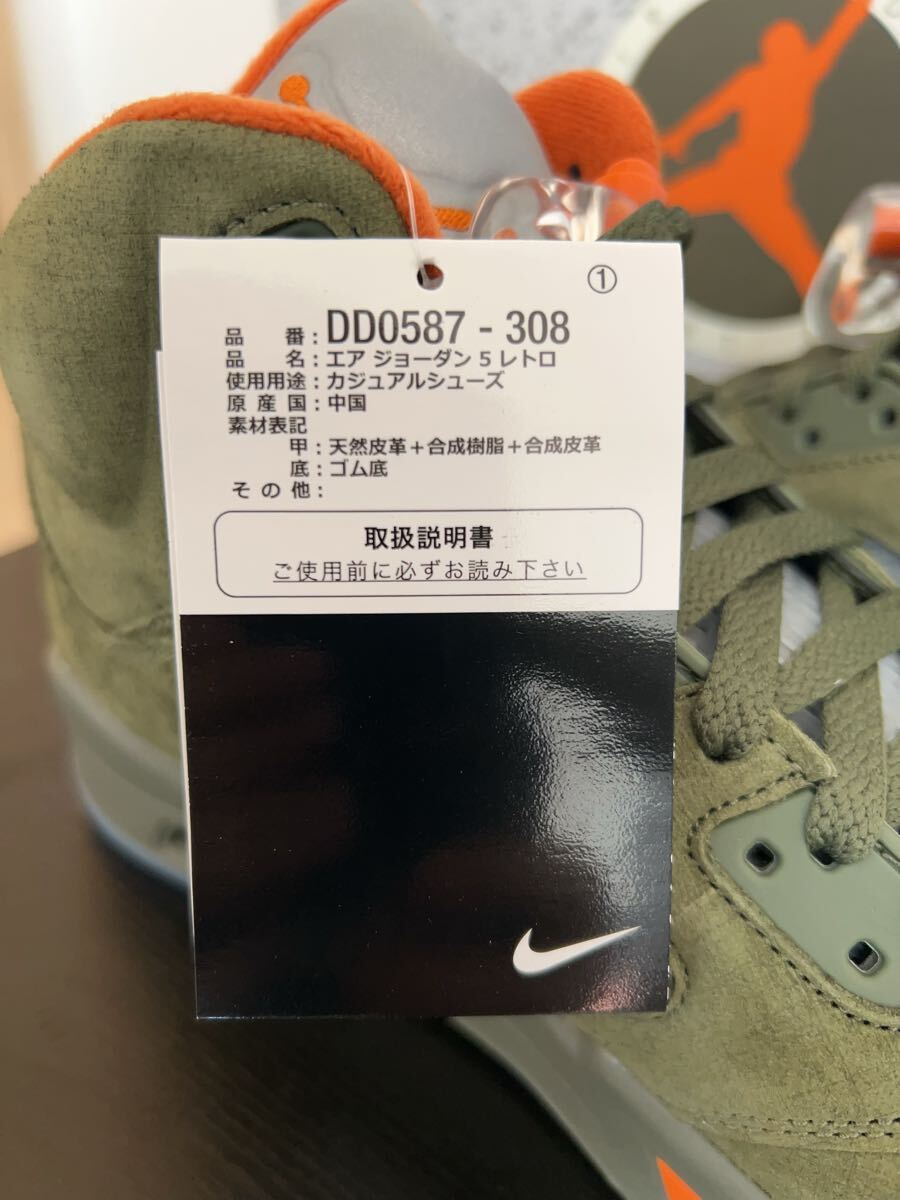 ①
品 番：DD0587 - 308
品 名：エア ジョーダン 5 レトロ
使用用途：カジュアルシューズ
原 産 国：中国
素材表記
甲：天然皮革＋合成樹脂＋合成皮革
底：ゴム底
そ の 他：
取扱説明書
ご使用前に必ずお読み下さい